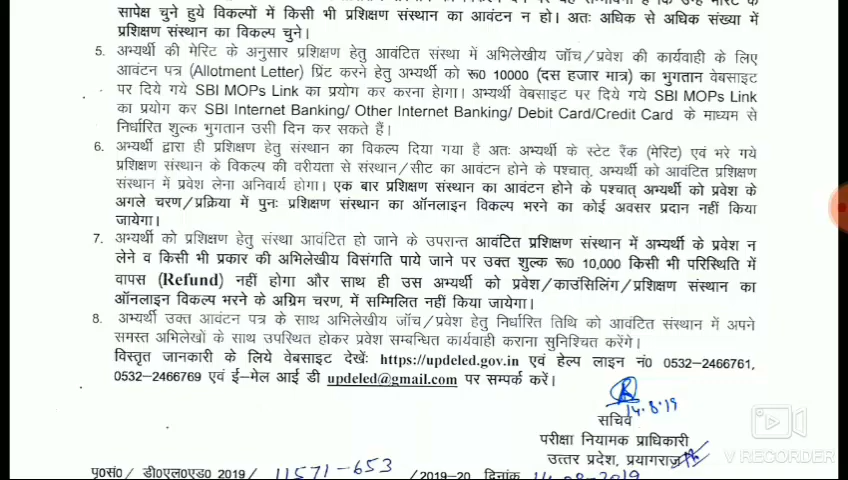 सापेक्ष चुने हुये विकल्पों में किसी भी प्रशिक्षण संस्थान का आवंटन न हो। अतः अधिक से अधिक संख्या में
प्रशिक्षण संस्थान का विकल्प चुने।
5. अभ्यर्थी की मेरिट के अनुसार प्रशिक्षण हेतु आवंटित संस्था में अभिलेखीय जॉच/प्रवेश की कार्यवाही के लिए
आवंटन पत्र (Allotment Letter) प्रिंट करने हेतु अभ्यर्थी को रू0 10000 (दस हजार मात्र) का भुगतान वेबसाइट
पर दिये गये SBI MOPs Link का प्रयोग कर करना हेागा। अभ्यर्थी वेबसाइट पर दिये गये SBI MOPs Link
का प्रयोग कर SBI Internet Banking/ Other Internet Banking/ Debit Card/Credit Card के माध्यम से
निर्धारित शुल्क भुगतान उसी दिन कर सकते हैं।
6. अभ्यर्थी द्वारा ही प्रशिक्षण हेतु संस्थान का विकल्प दिया गया है अतः अभ्यर्थी के स्टेट रैंक (मेरिट) एवं भरे गये
प्रशिक्षण संस्थान के विकल्प की वरीयता से संस्थान/सीट का आवंटन होने के पश्चात् अभ्यर्थी को आवंटित प्रशिक्षण
संस्थान में प्रवेश लेना अनिवार्य होगा। एक बार प्रशिक्षण संस्थान का आवंटन होने के पश्चात् अभ्यर्थी को प्रवेश के
अगले चरण/प्रक्रिया में पुनः प्रशिक्षण संस्थान का ऑनलाइन विकल्प भरने का कोई अवसर प्रदान नहीं किया
जायेगा।
7. अभ्यर्थी को प्रशिक्षण हेतु संस्था आवंटित हो जाने के उपरान्त आवंटित प्रशिक्षण संस्थान में अभ्यर्थी के प्रवेश न
लेने व किसी भी प्रकार की अभिलेखीय विसंगति पाये जाने पर उक्त शुल्क रू0 10,000 किसी भी परिस्थिति में
वापस (Refund) नहीं होगा और साथ ही उस अभ्यर्थी को प्रवेश/काउंसिलिंग/प्रशिक्षण संस्थान का
ऑनलाइन विकल्प भरने के अग्रिम चरण, में सम्मिलित नहीं किया जायेगा।
8. अभ्यर्थी उक्त आवंटन पत्र के साथ अभिलेखीय जॉच/प्रवेश हेतु निर्धारित तिथि को आवंटित संस्थान में अपने
समस्त अभिलेखों के साथ उपस्थित होकर प्रवेश सम्बन्धित कार्यवाही कराना सुनिश्चित करेंगे।
विस्तृत जानकारी के लिये वेबसाइट देखेंः https://updeled.gov.in एवं हेल्प लाइन नं0 0532-2466761,
0532-2466769 एवं ई-मेल आई डी updeled@gmail.com पर सम्पर्क करें।
14.8.19
सचिव
परीक्षा नियामक प्राधिकारी
उत्तर प्रदेश, प्रयागराज
पृ0सं0/ डी0एल0एड0 2019/ 11571-653 /2019-20 दिनांक 14-08-2019
V RECORDER